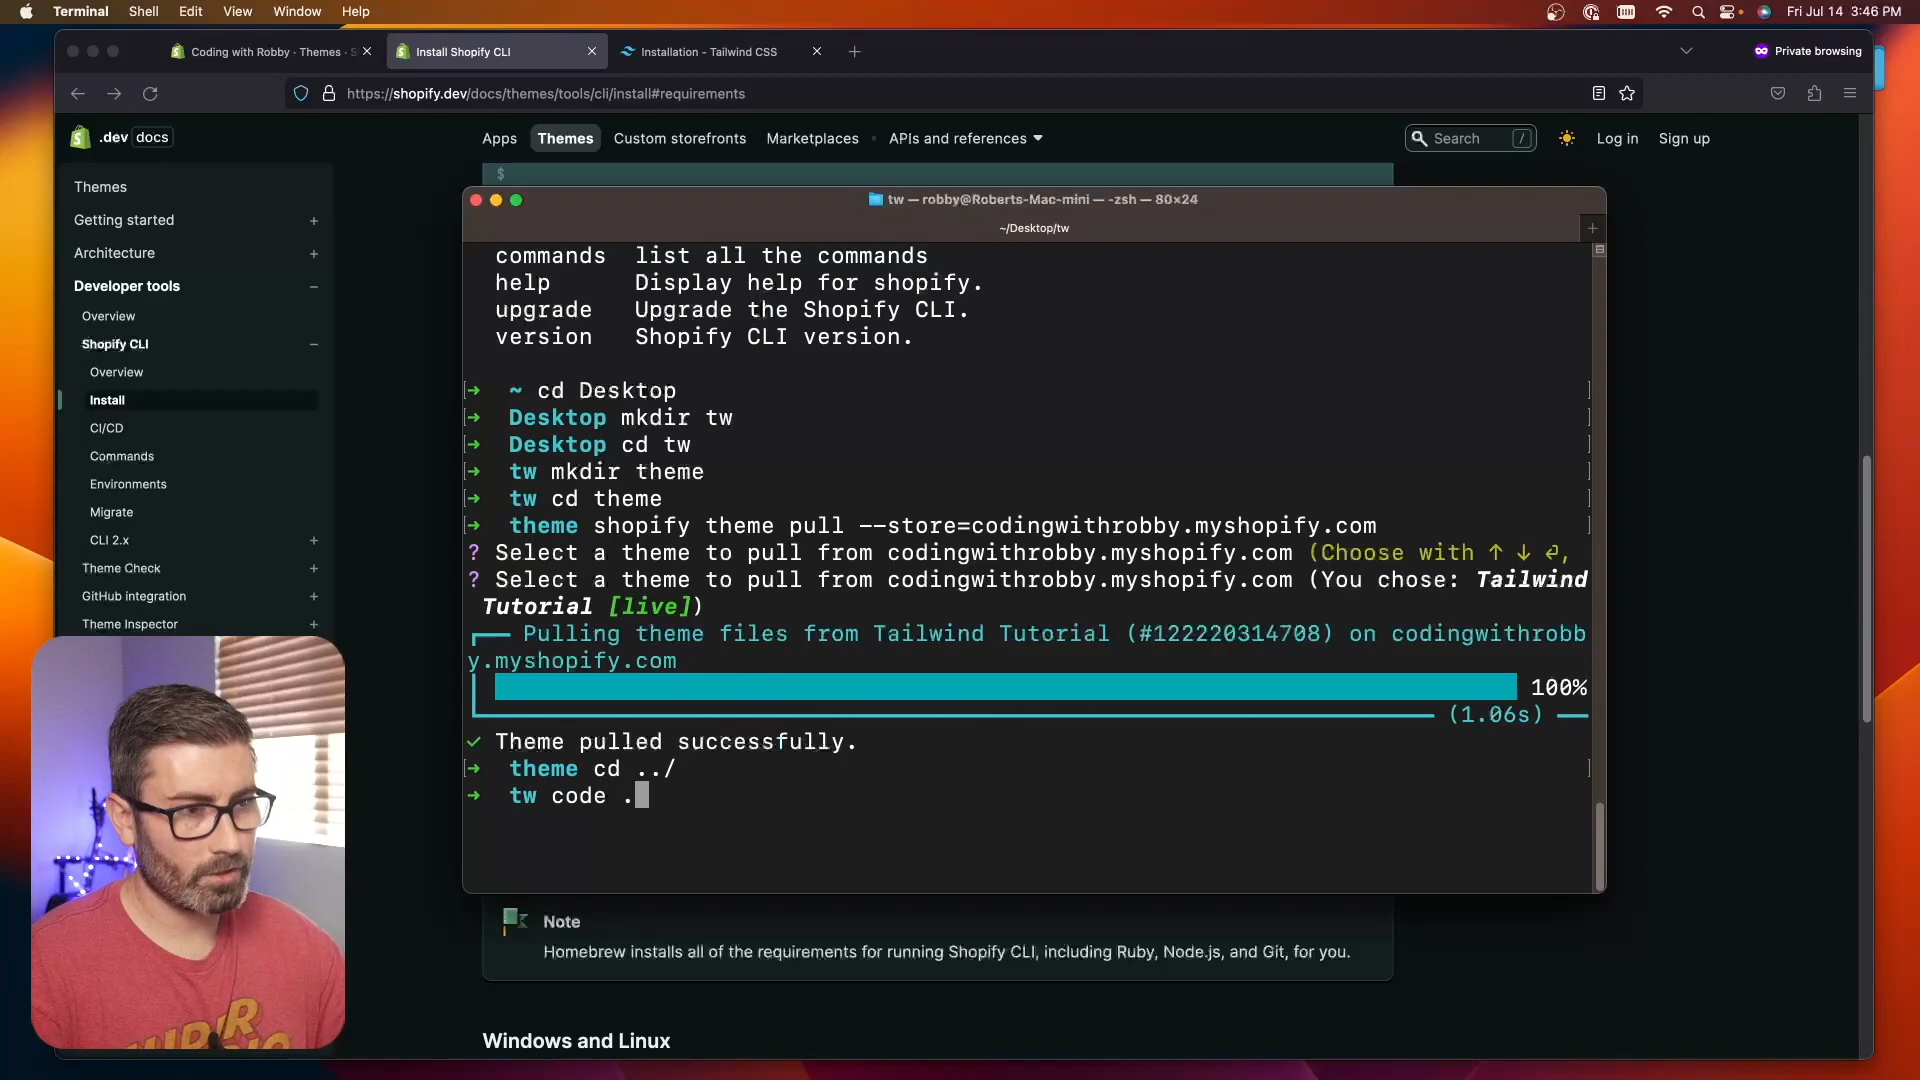 Terminal Shell Edit View Window Help Fri Jul 14 3:46 PM
Coding with Robby · Themes · S Install Shopify CLI Installation - Tailwind CSS Private browsing
https://shopify.dev/docs/themes/tools/cli/install#requirements
.dev docs Apps Themes Custom storefronts Marketplaces APIs and references Search / Log in Sign up
Themes
Getting started +
Architecture +
Developer tools −
Overview
Shopify CLI −
Overview
Install
CI/CD
Commands
Environments
Migrate
CLI 2.x +
Theme Check +
GitHub integration +
Theme Inspector +
$
tw — robby@Roberts-Mac-mini — -zsh — 80×24
~/Desktop/tw
commands list all the commands
help Display help for shopify.
upgrade Upgrade the Shopify CLI.
version Shopify CLI version.
[➜ ~ cd Desktop ]
[➜ Desktop mkdir tw ]
[➜ Desktop cd tw ]
[➜ tw mkdir theme ]
[➜ tw cd theme ]
[➜ theme shopify theme pull --store=codingwithrobby.myshopify.com ]
? Select a theme to pull from codingwithrobby.myshopify.com (Choose with ↑ ↓ ⏎,
? Select a theme to pull from codingwithrobby.myshopify.com (You chose: Tailwind
Tutorial [live])
Pulling theme files from Tailwind Tutorial (#122220314708) on codingwithrobb
y.myshopify.com
100%
(1.06s)
✓ Theme pulled successfully.
[➜ theme cd ../ ]
➜ tw code .
Note
Homebrew installs all of the requirements for running Shopify CLI, including Ruby, Node.js, and Git, for you.
Windows and Linux